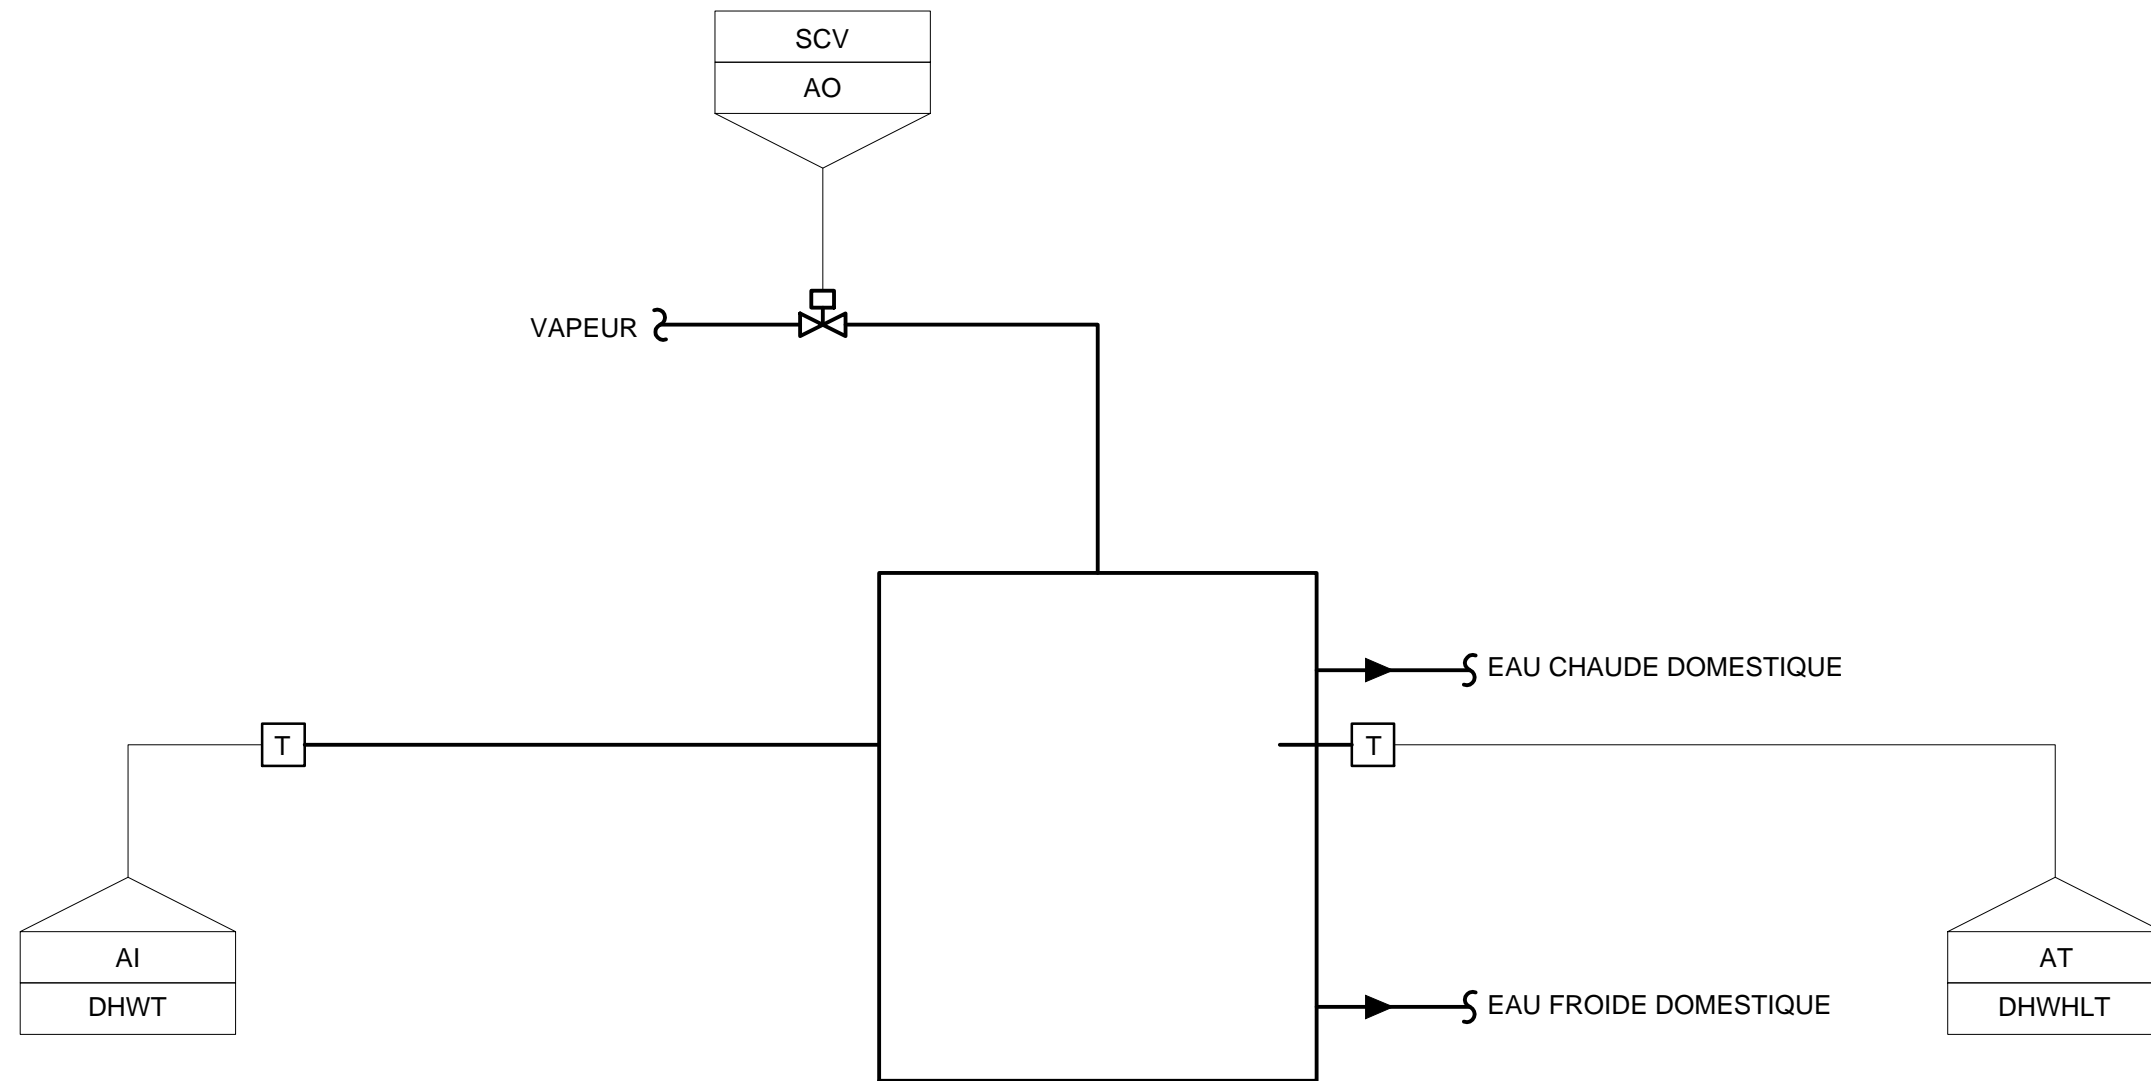 SCV
AO
VAPEUR
EAU CHAUDE DOMESTIQUE
T
T
AI
DHWT
AT
DHWHLT
EAU FROIDE DOMESTIQUE